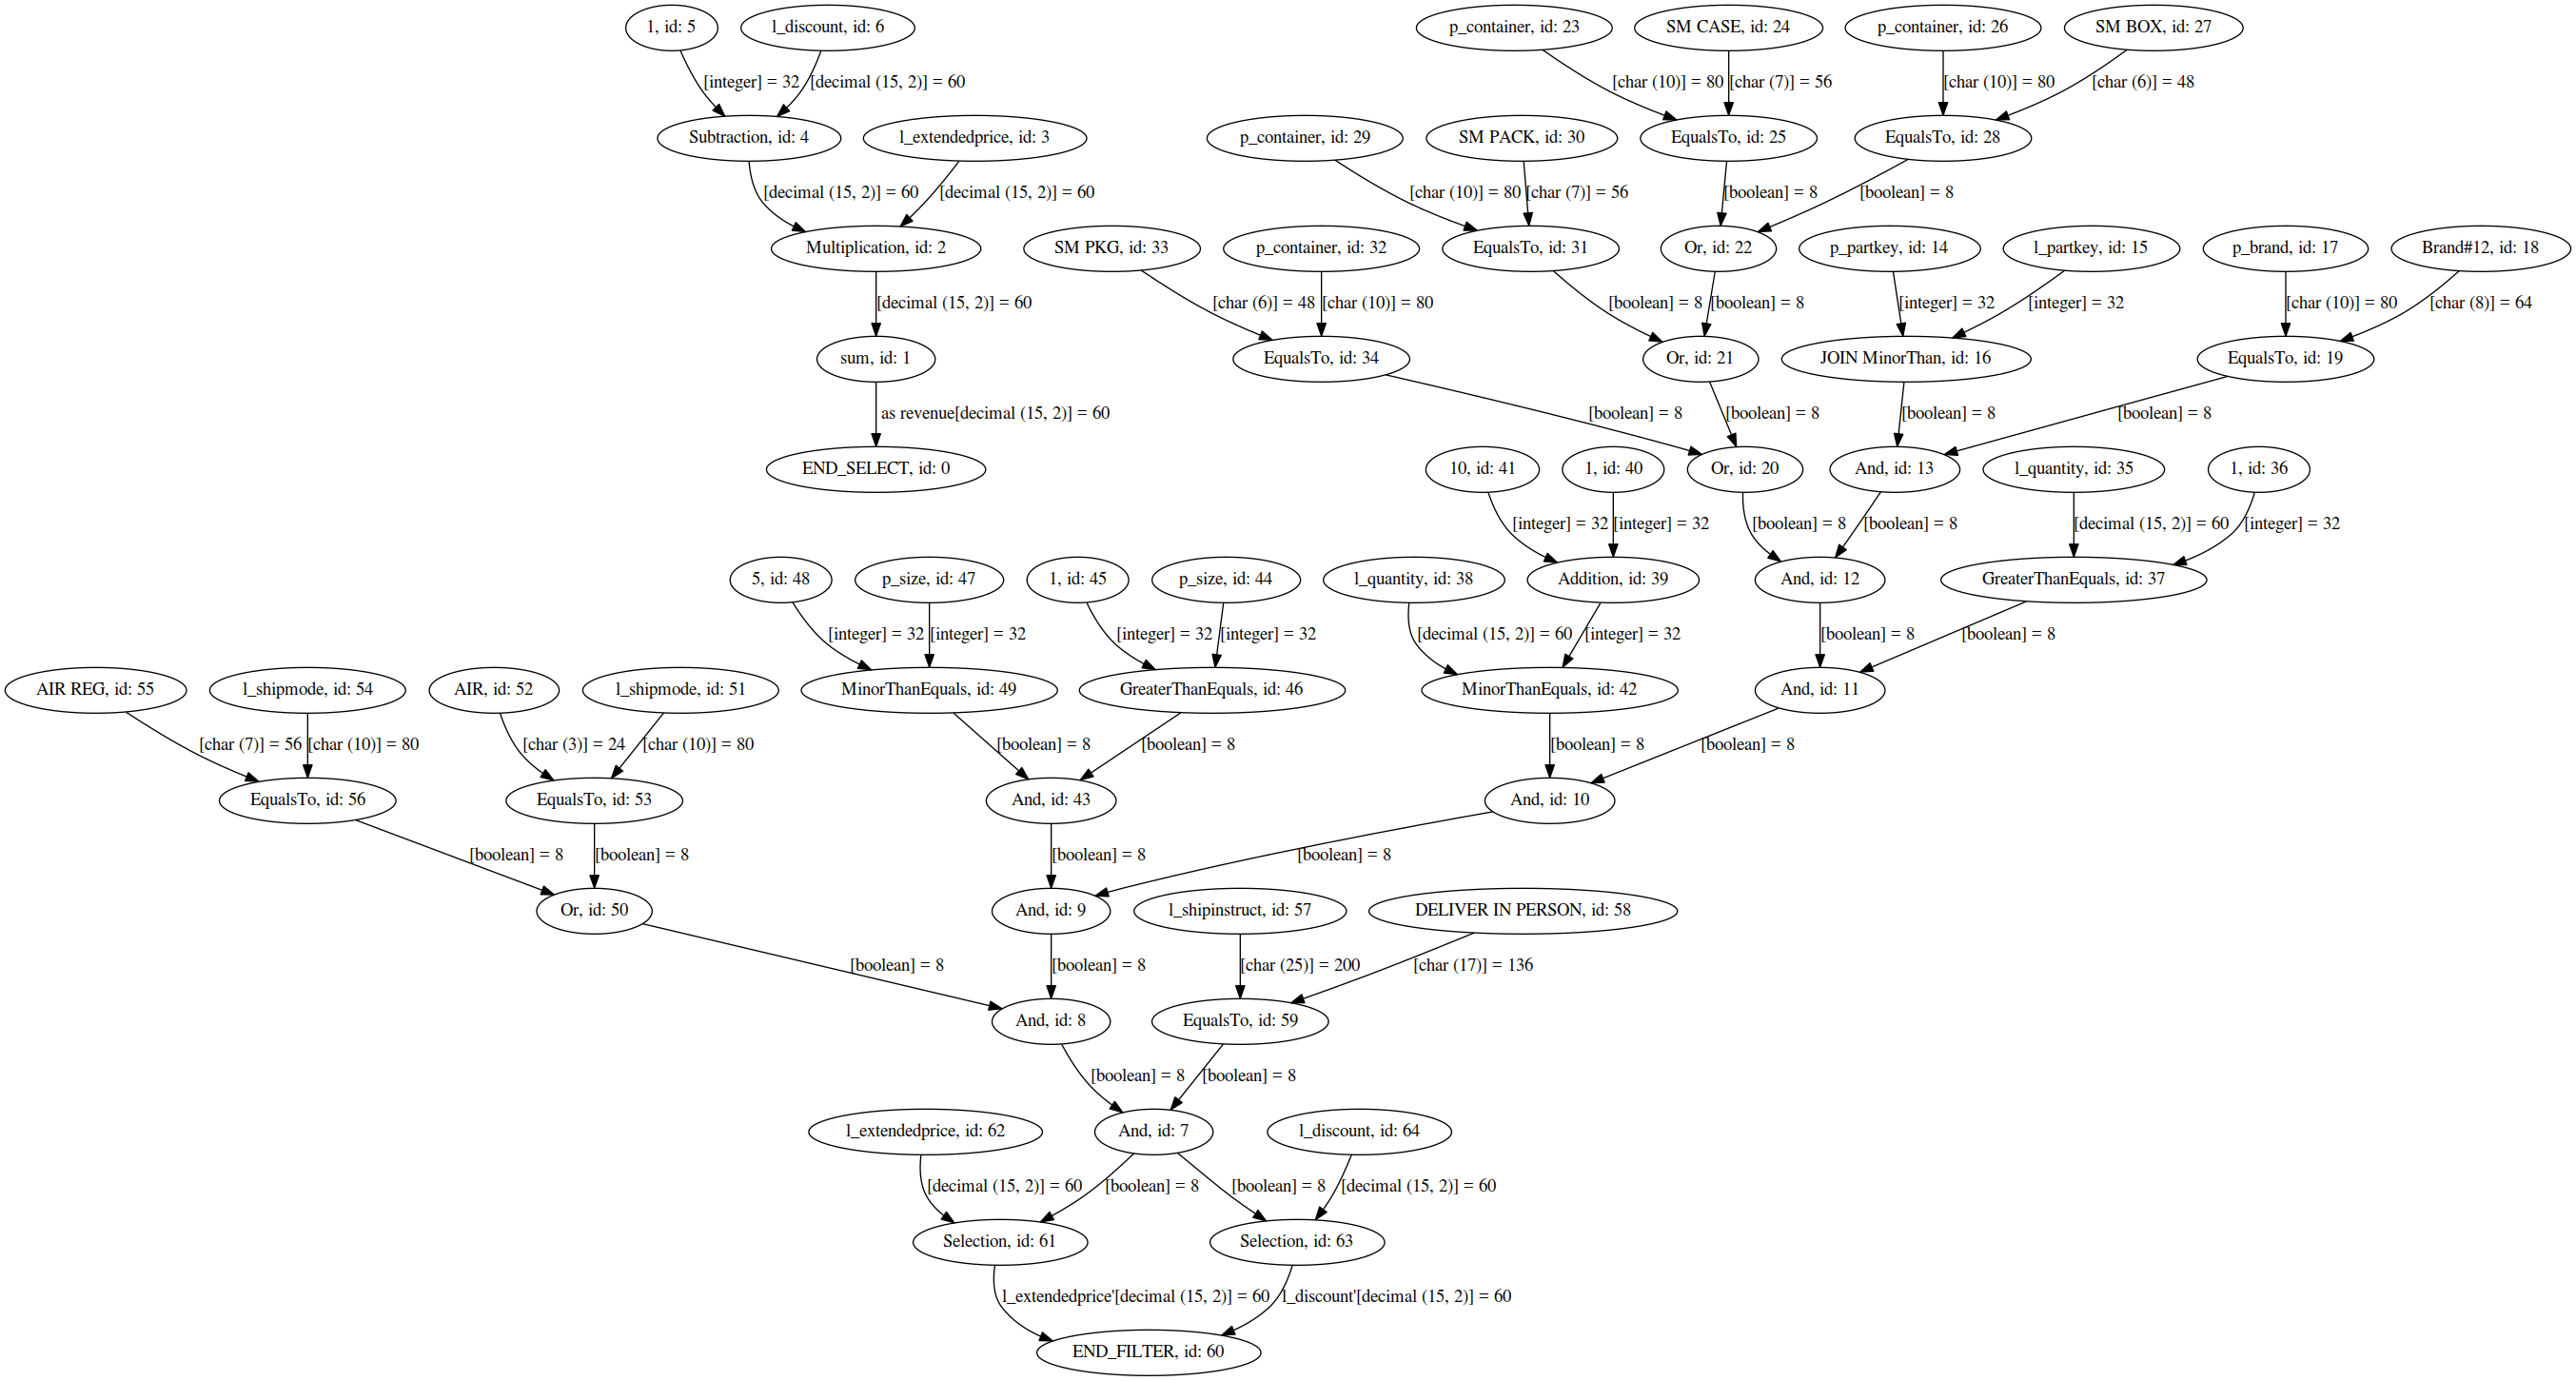 1, id: 5
l_discount, id: 6
p_container, id: 23
SM CASE, id: 24
p_container, id: 26
SM BOX, id: 27
[integer] = 32
[decimal (15, 2)] = 60
[char (10)] = 80
[char (7)] = 56
[char (10)] = 80
[char (6)] = 48
Subtraction, id: 4
l_extendedprice, id: 3
p_container, id: 29
SM PACK, id: 30
EqualsTo, id: 25
EqualsTo, id: 28
[decimal (15, 2)] = 60
[decimal (15, 2)] = 60
[char (10)] = 80
[char (7)] = 56
[boolean] = 8
[boolean] = 8
Multiplication, id: 2
SM PKG, id: 33
p_container, id: 32
EqualsTo, id: 31
Or, id: 22
p_partkey, id: 14
l_partkey, id: 15
p_brand, id: 17
Brand#12, id: 18
[decimal (15, 2)] = 60
[char (6)] = 48
[char (10)] = 80
[boolean] = 8
[boolean] = 8
[integer] = 32
[integer] = 32
[char (10)] = 80
[char (8)] = 64
sum, id: 1
EqualsTo, id: 34
Or, id: 21
JOIN MinorThan, id: 16
EqualsTo, id: 19
as revenue[decimal (15, 2)] = 60
[boolean] = 8
[boolean] = 8
[boolean] = 8
[boolean] = 8
END_SELECT, id: 0
10, id: 41
1, id: 40
Or, id: 20
And, id: 13
l_quantity, id: 35
1, id: 36
[integer] = 32
[integer] = 32
[boolean] = 8
[boolean] = 8
[decimal (15, 2)] = 60
[integer] = 32
5, id: 48
p_size, id: 47
1, id: 45
p_size, id: 44
l_quantity, id: 38
Addition, id: 39
And, id: 12
GreaterThanEquals, id: 37
[integer] = 32
[integer] = 32
[integer] = 32
[integer] = 32
[decimal (15, 2)] = 60
[integer] = 32
[boolean] = 8
[boolean] = 8
AIR REG, id: 55
l_shipmode, id: 54
AIR, id: 52
l_shipmode, id: 51
MinorThanEquals, id: 49
GreaterThanEquals, id: 46
MinorThanEquals, id: 42
And, id: 11
[char (7)] = 56
[char (10)] = 80
[char (3)] = 24
[char (10)] = 80
[boolean] = 8
[boolean] = 8
[boolean] = 8
[boolean] = 8
EqualsTo, id: 56
EqualsTo, id: 53
And, id: 43
And, id: 10
[boolean] = 8
[boolean] = 8
[boolean] = 8
[boolean] = 8
Or, id: 50
And, id: 9
l_shipinstruct, id: 57
DELIVER IN PERSON, id: 58
[boolean] = 8
[boolean] = 8
[char (25)] = 200
[char (17)] = 136
And, id: 8
EqualsTo, id: 59
[boolean] = 8
[boolean] = 8
l_extendedprice, id: 62
And, id: 7
l_discount, id: 64
[decimal (15, 2)] = 60
[boolean] = 8
[boolean] = 8
[decimal (15, 2)] = 60
Selection, id: 61
Selection, id: 63
l_extendedprice'[decimal (15, 2)] = 60
l_discount'[decimal (15, 2)] = 60
END_FILTER, id: 60